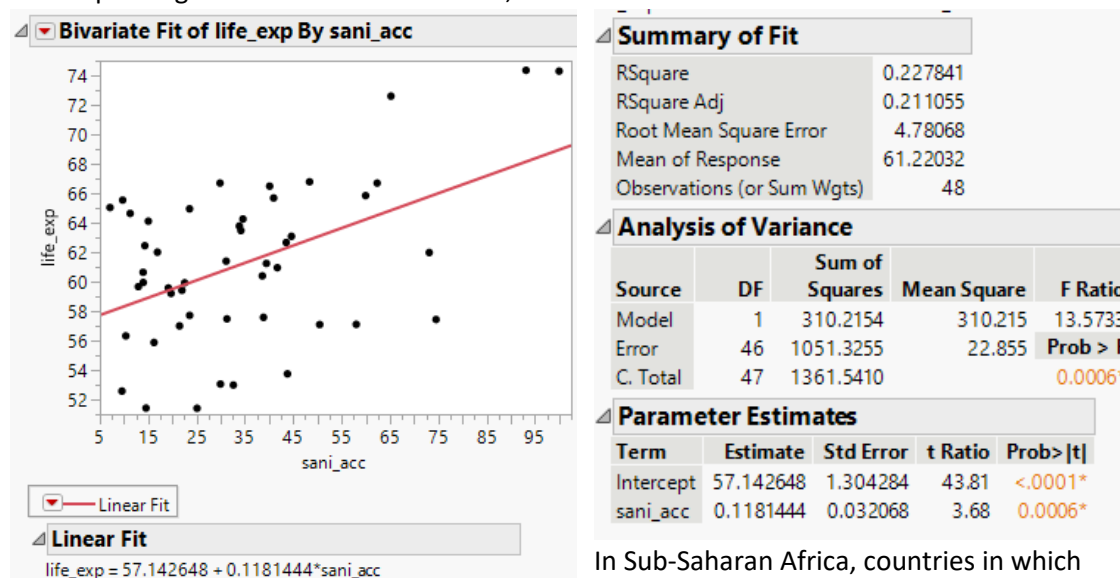 Bivariate Fit of life_exp By sani_acc
74
72
70
68
66
64
62
60
58
56
54
52
life_exp
5 15 25 35 45 55 65 75 85 95
sani_acc
Linear Fit
Linear Fit
life_exp = 57.142648 + 0.1181444*sani_acc
Summary of Fit
RSquare 0.227841
RSquare Adj 0.211055
Root Mean Square Error 4.78068
Mean of Response 61.22032
Observations (or Sum Wgts) 48
Analysis of Variance
Sum of
Source DF Squares Mean Square F Ratio
Model 1 310.2154 310.215 13.5733
Error 46 1051.3255 22.855 Prob >
C. Total 47 1361.5410 0.0006*
Parameter Estimates
Term Estimate Std Error t Ratio Prob>|t|
Intercept 57.142648 1.304284 43.81 <.0001*
sani_acc 0.1181444 0.032068 3.68 0.0006*
In Sub-Saharan Africa, countries in which